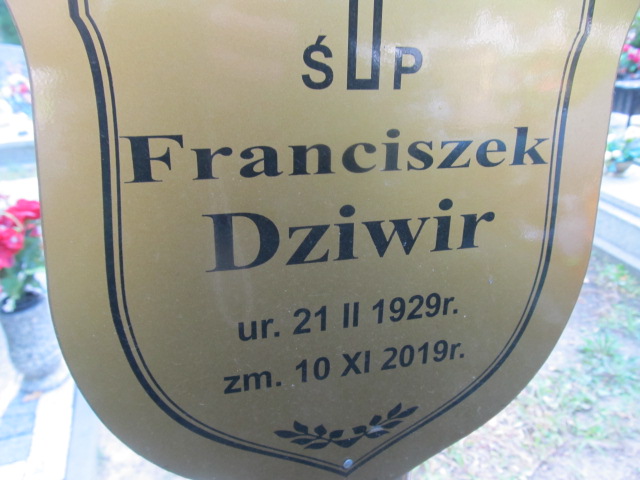 Ś P
Franciszek
Dziwir
ur. 21 II 1929r.
zm. 10 XI 2019r.